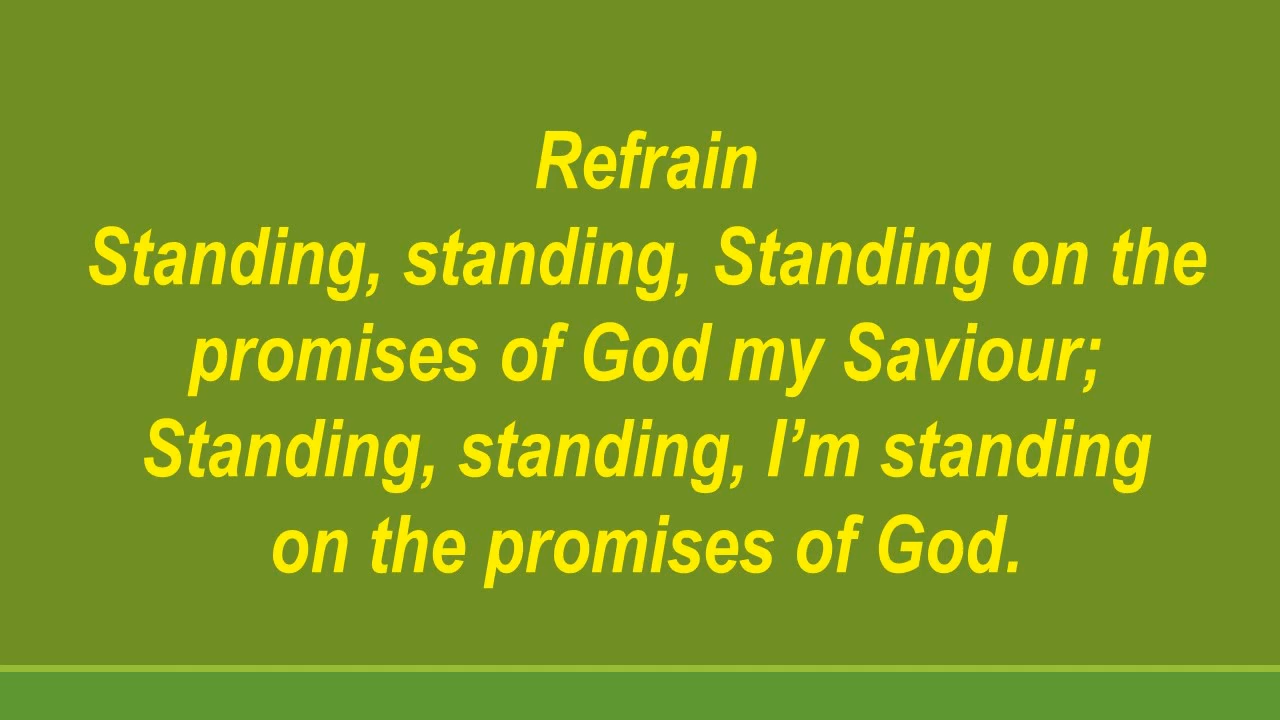 Refrain
Standing, standing, Standing on the
promises of God my Saviour;
Standing, standing, I’m standing
on the promises of God.